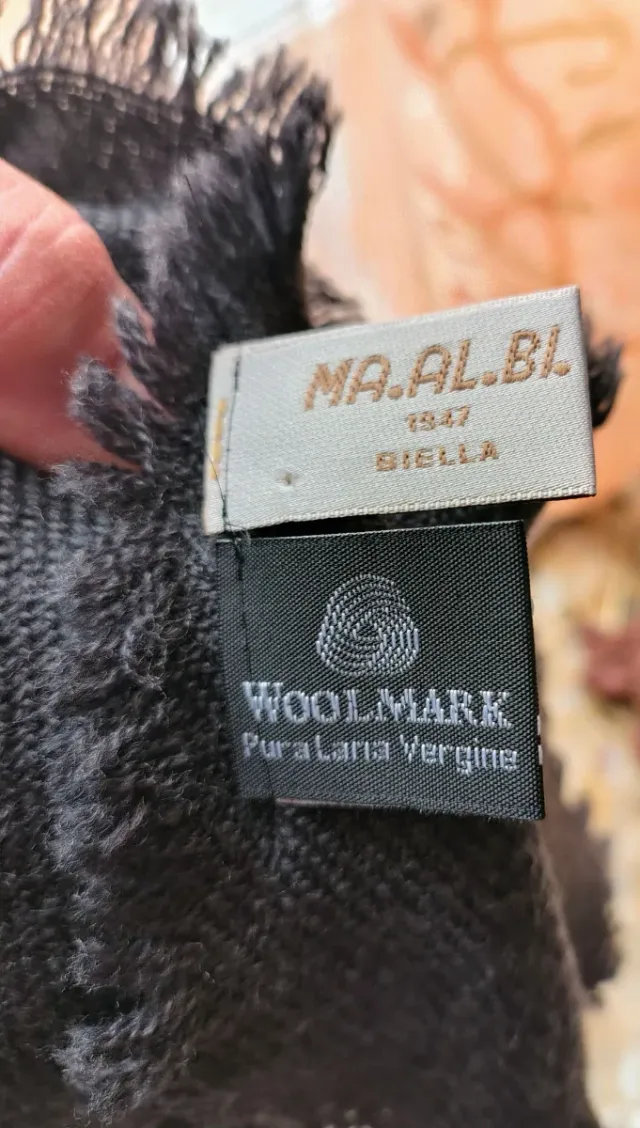 MA.AL.BI.
1947
BIELLA
WOOLMARK
Pura Lana Vergine